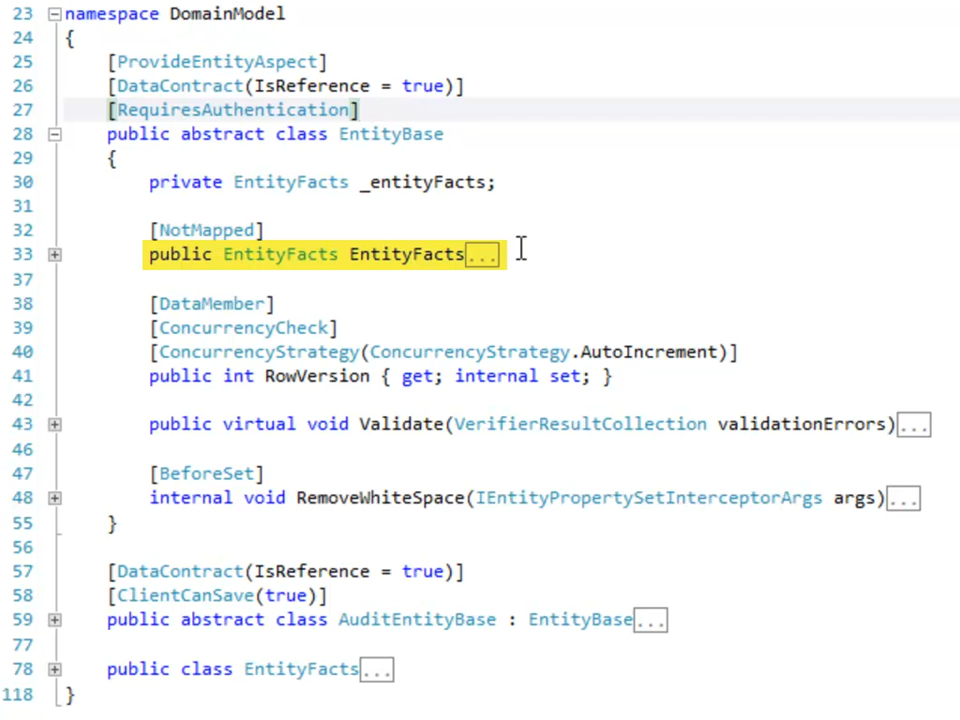 23 namespace DomainModel
24 {
25 [ProvideEntityAspect]
26 [DataContract(IsReference = true)]
27 [RequiresAuthentication]
28 public abstract class EntityBase
29 {
30 private EntityFacts _entityFacts;
31
32 [NotMapped]
33 public EntityFacts EntityFacts...
37
38 [DataMember]
39 [ConcurrencyCheck]
40 [ConcurrencyStrategy(ConcurrencyStrategy.AutoIncrement)]
41 public int RowVersion { get; internal set; }
42
43 public virtual void Validate(VerifierResultCollection validationErrors)...
46
47 [BeforeSet]
48 internal void RemoveWhiteSpace(IEntityPropertySetInterceptorArgs args)...
55 }
56
57 [DataContract(IsReference = true)]
58 [ClientCanSave(true)]
59 public abstract class AuditEntityBase : EntityBase...
77
78 public class EntityFacts...
118 }